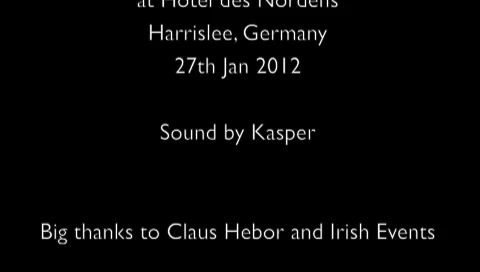 at Hotel des Nordens
Harrislee, Germany
27th Jan 2012
Sound by Kasper
Big thanks to Claus Hebor and Irish Events